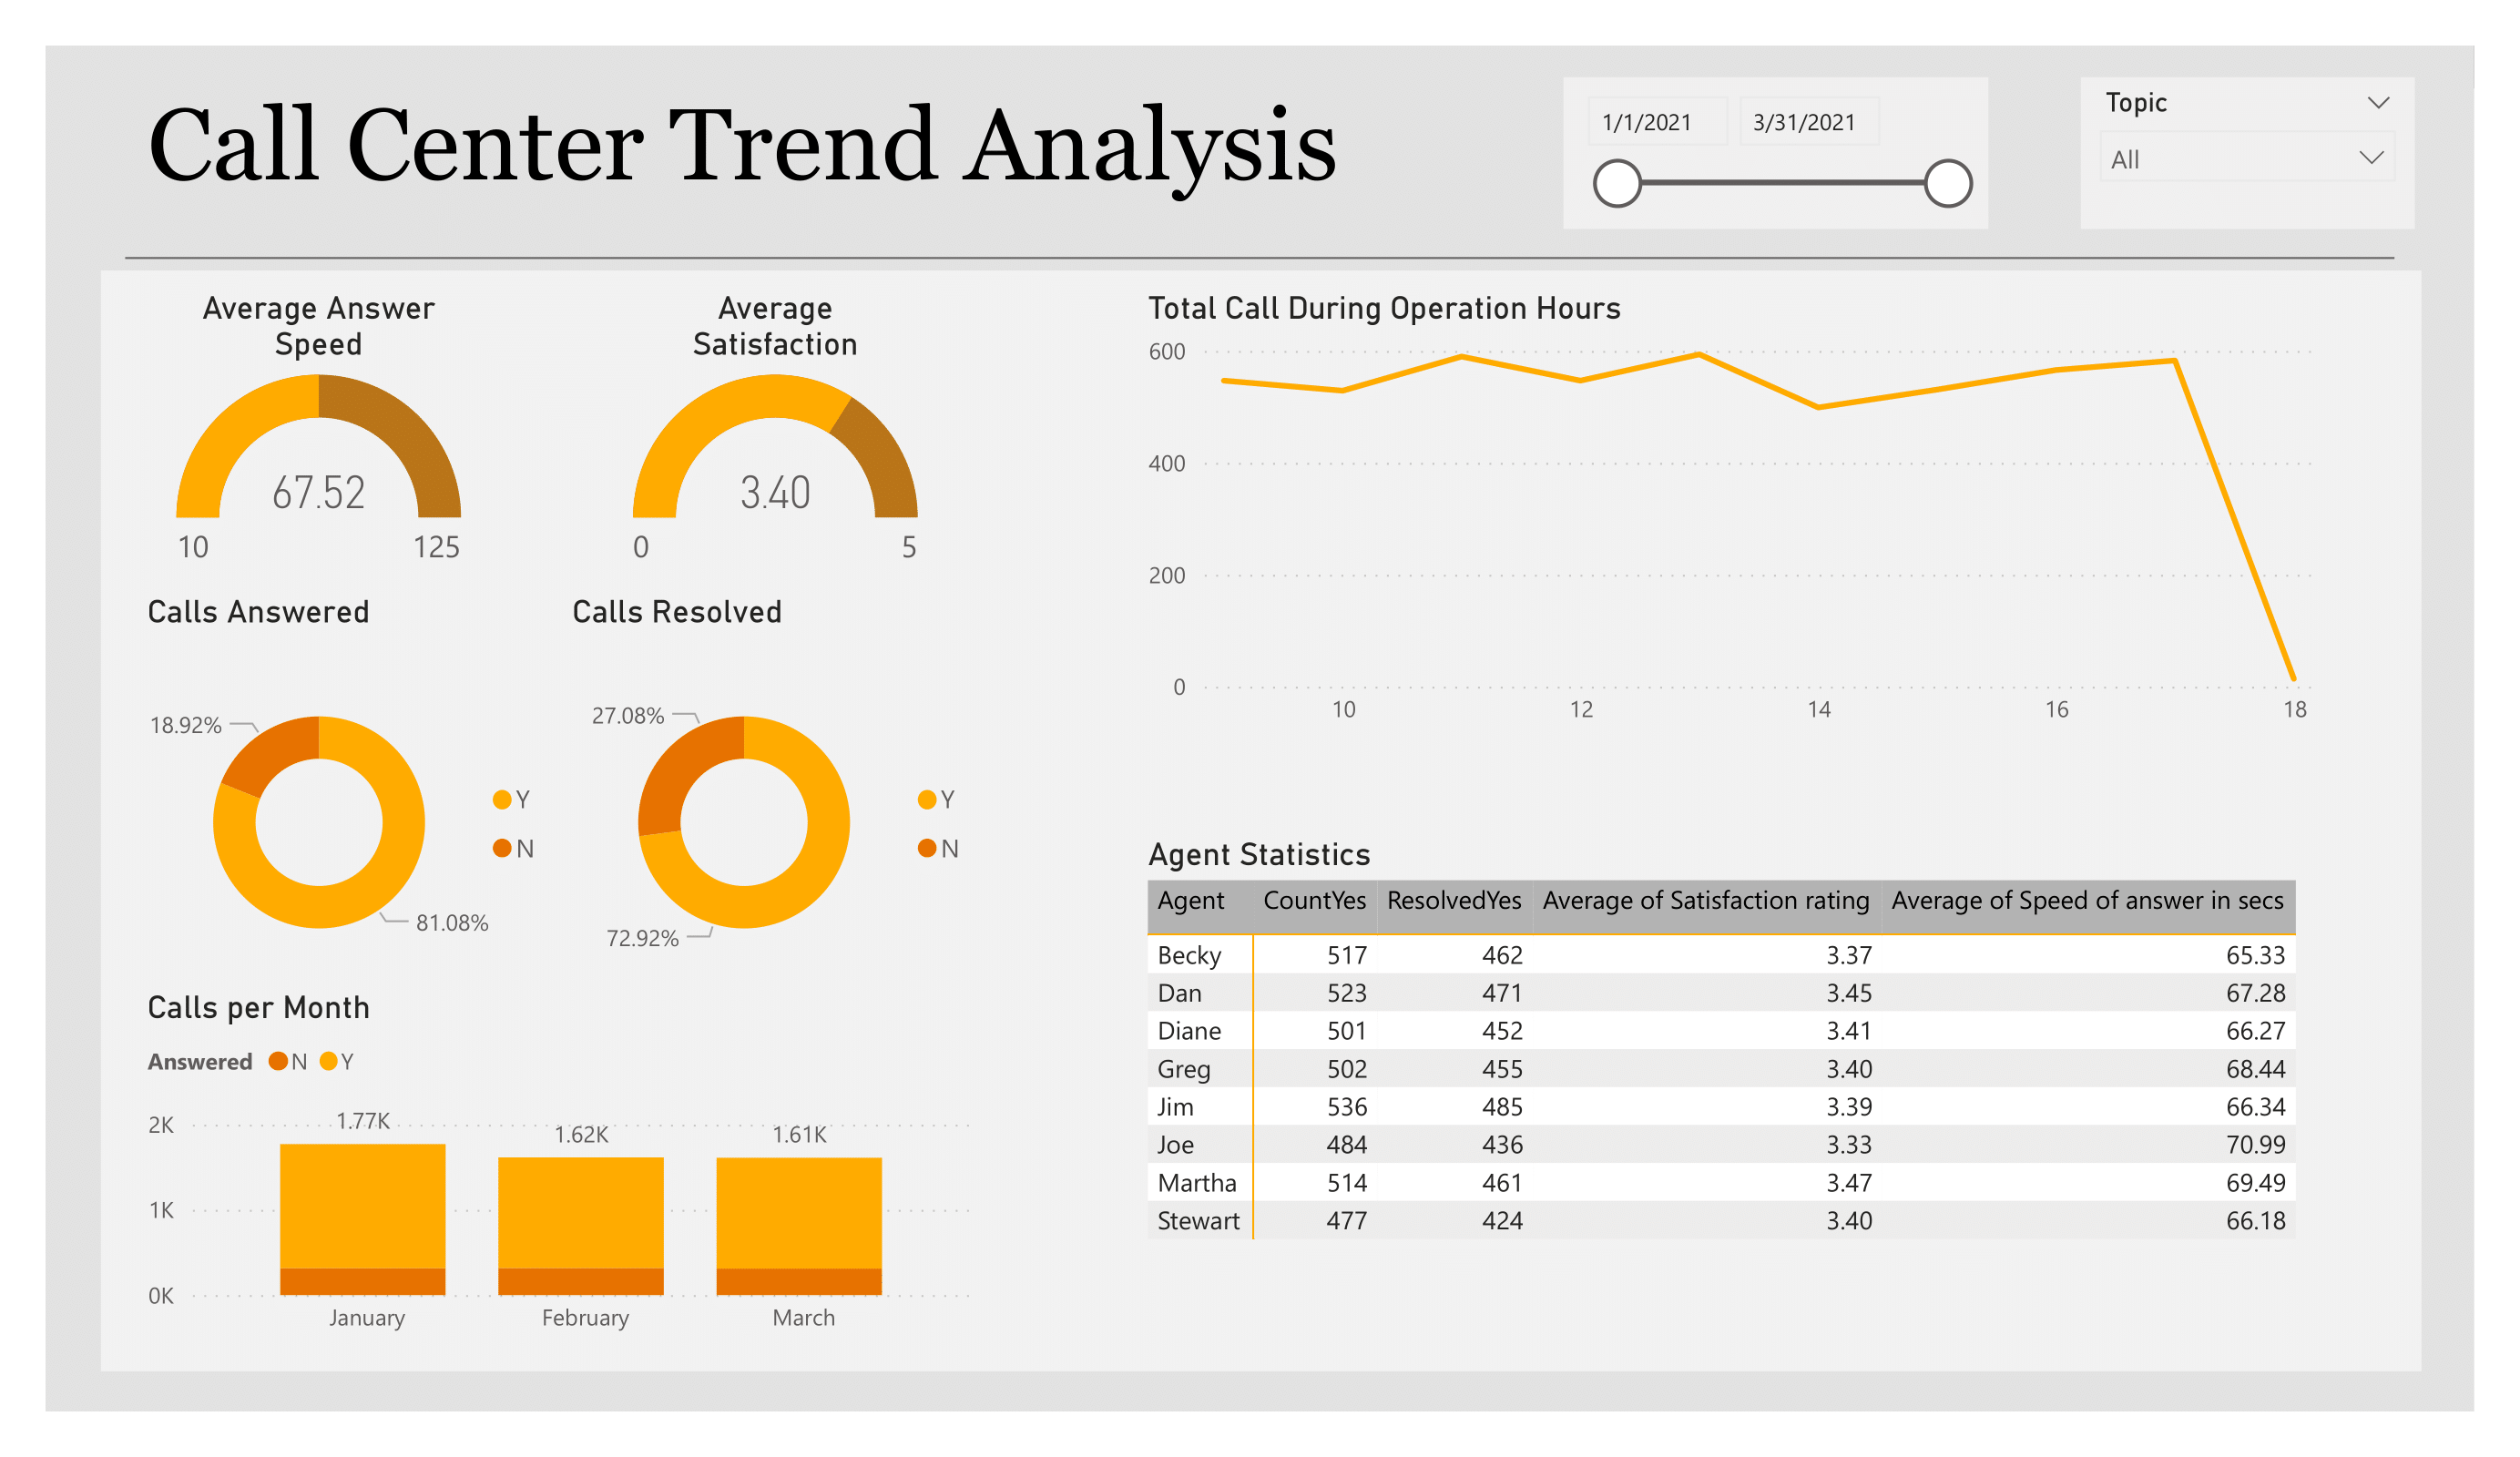 Call Center Trend Analysis
1/1/2021 3/31/2021
Topic
All
Average Answer
Speed
67.52
10 125
Average
Satisfaction
3.40
0 5
Calls Answered
18.92%
81.08%
Y
N
Calls Resolved
27.08%
72.92%
Y
N
Calls per Month
Answered N Y
2K
1K
0K
1.77K 1.62K 1.61K
January February March
Total Call During Operation Hours
600
400
200
0
10 12 14 16 18
Agent Statistics
Agent CountYes ResolvedYes Average of Satisfaction rating Average of Speed of answer in secs
Becky 517 462 3.37 65.33
Dan 523 471 3.45 67.28
Diane 501 452 3.41 66.27
Greg 502 455 3.40 68.44
Jim 536 485 3.39 66.34
Joe 484 436 3.33 70.99
Martha 514 461 3.47 69.49
Stewart 477 424 3.40 66.18